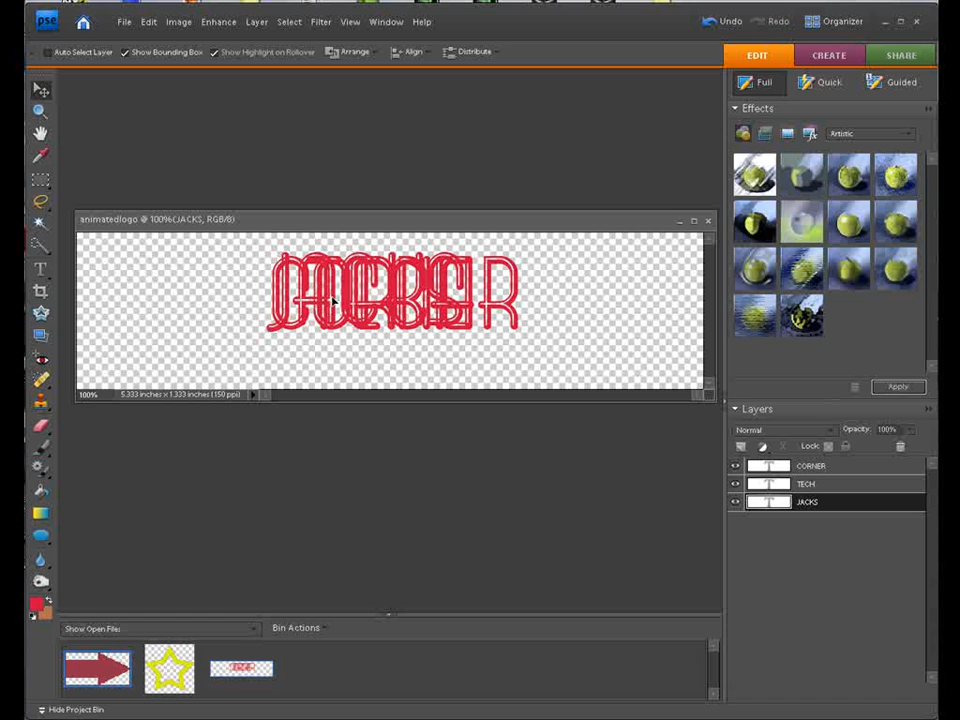 pse File Edit Image Enhance Layer Select Filter View Window Help Undo Redo Organizer
Auto Select Layer Show Bounding Box Show Highlight on Rollover Arrange Align Distribute EDIT CREATE SHARE
Full Quick Guided
Effects
Artistic
animatedlogo @ 100%(JACKS, RGB/8)
100% 5.333 inches x 1.333 inches (150 ppi)
Apply
Layers
Normal Opacity: 100%
Lock:
T CORNER
T TECH
T JACKS
Show Open Files Bin Actions
Hide Project Bin